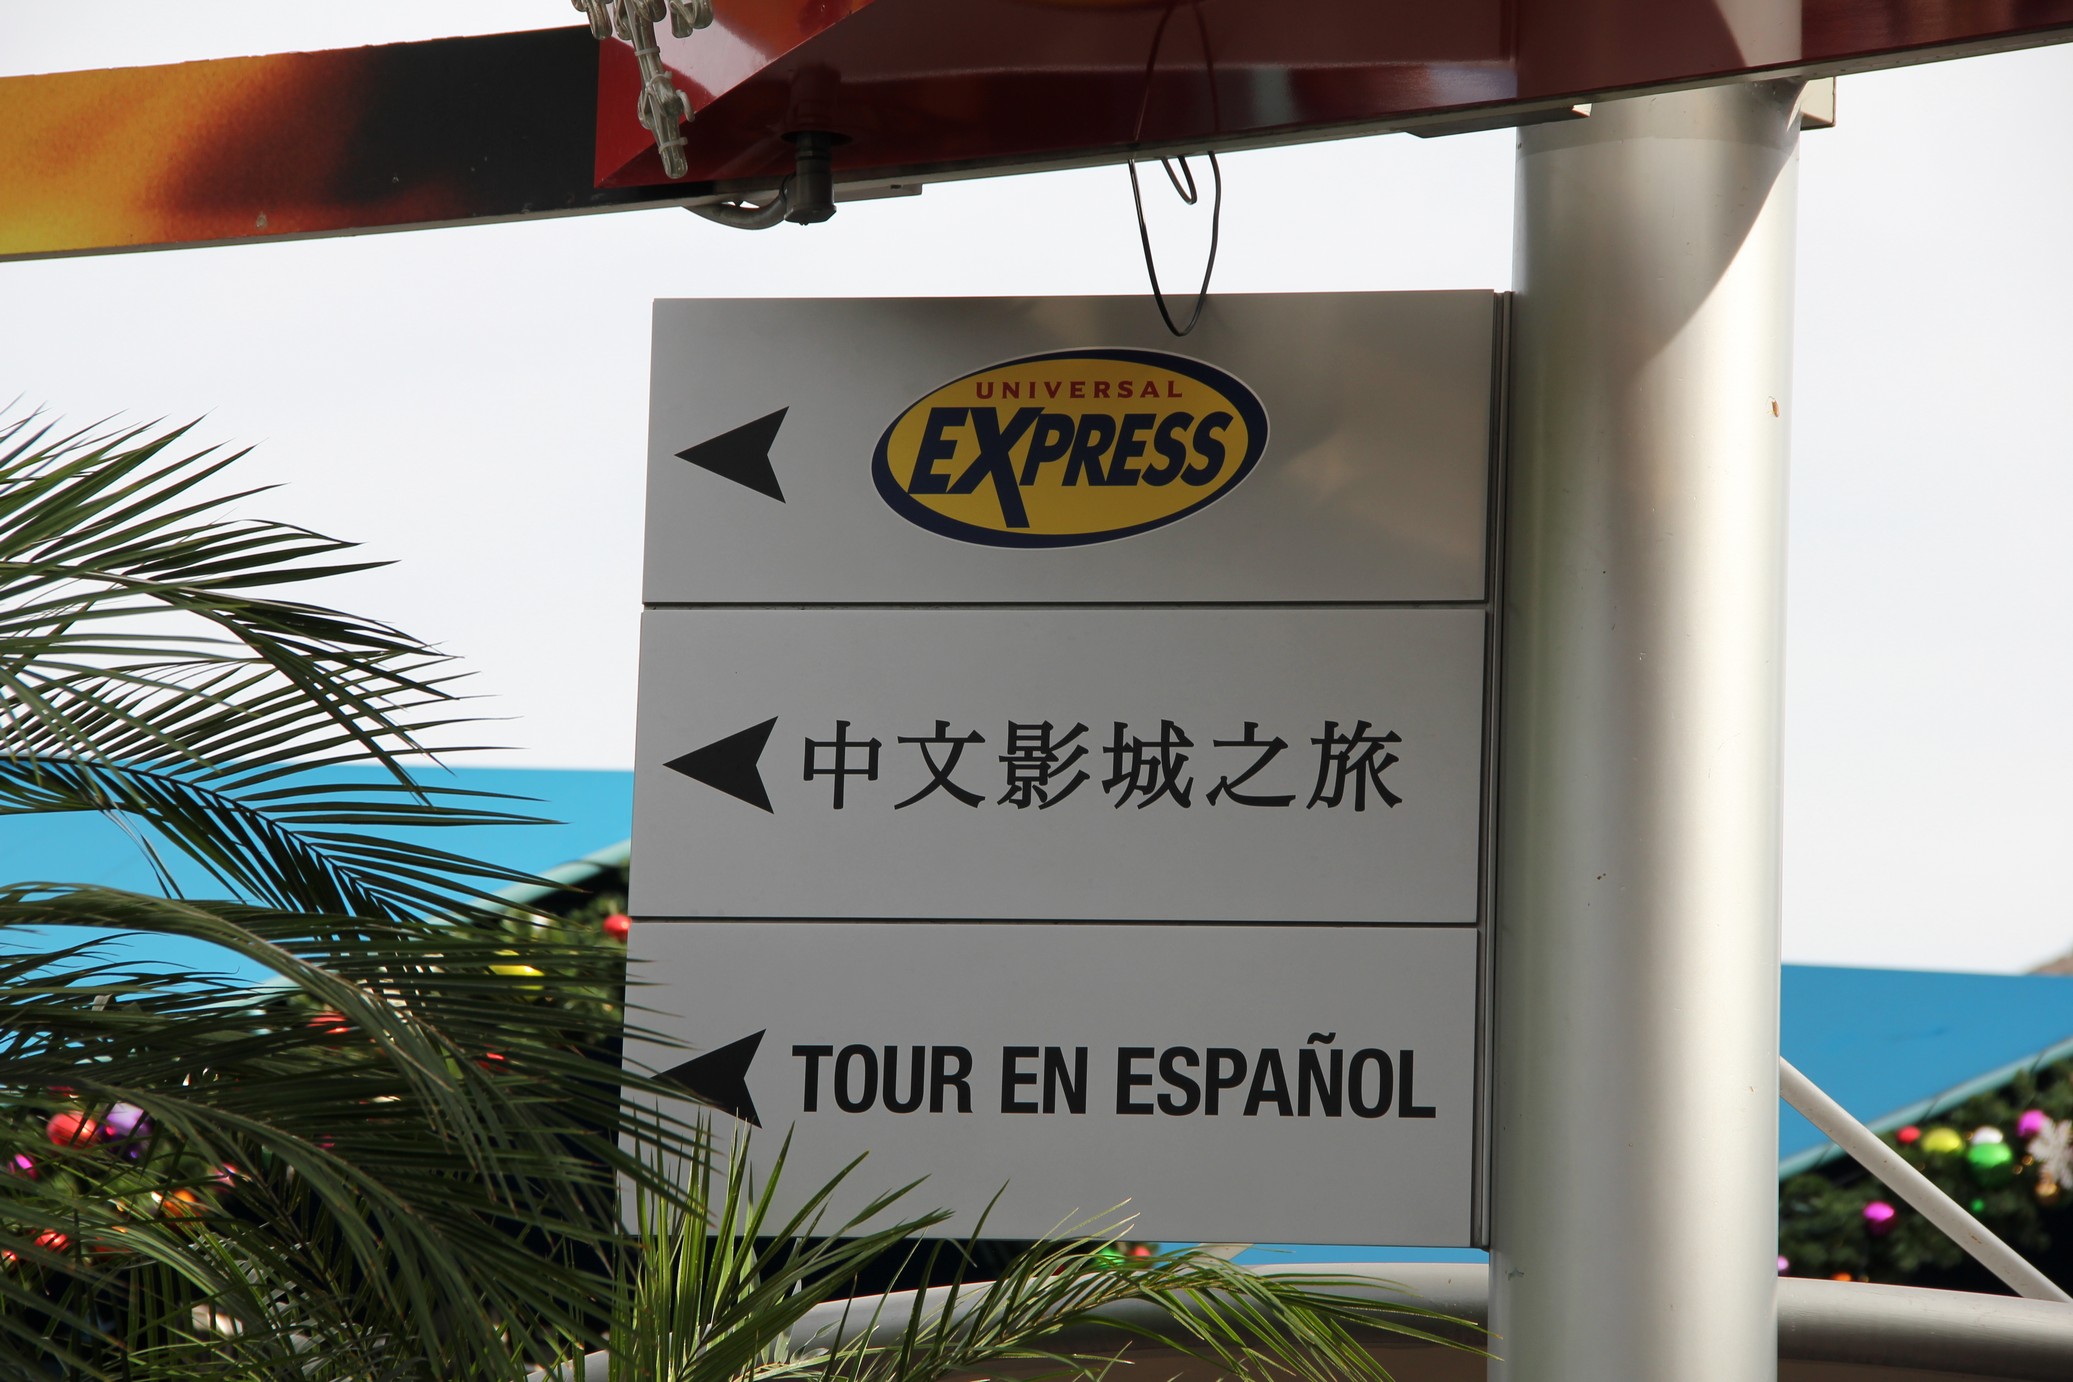 UNIVERSAL
EXPRESS
中文影城之旅
TOUR EN ESPAÑOL